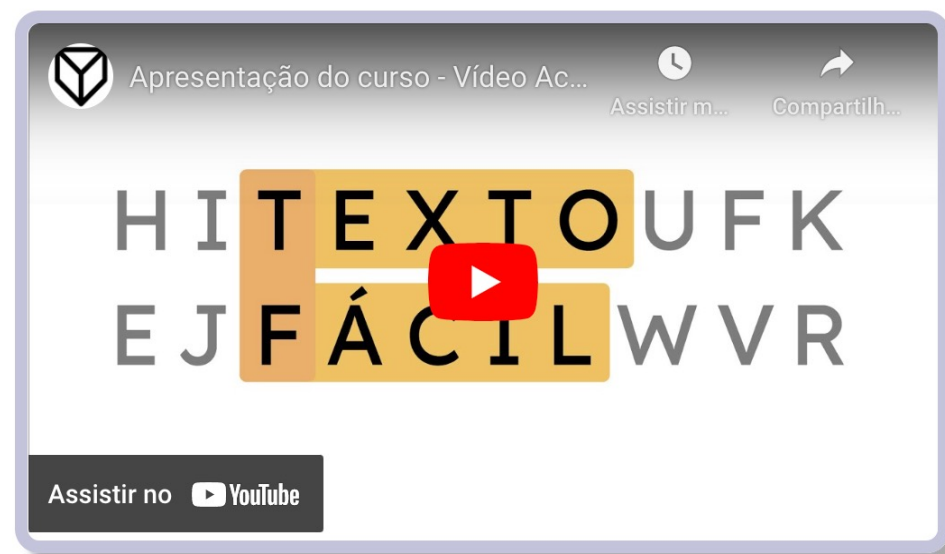 Apresentação do curso - Vídeo Ac...
Assistir m...
Compartilh...
HITEXTOUFK
EJFÁCILWVR
Assistir no YouTube